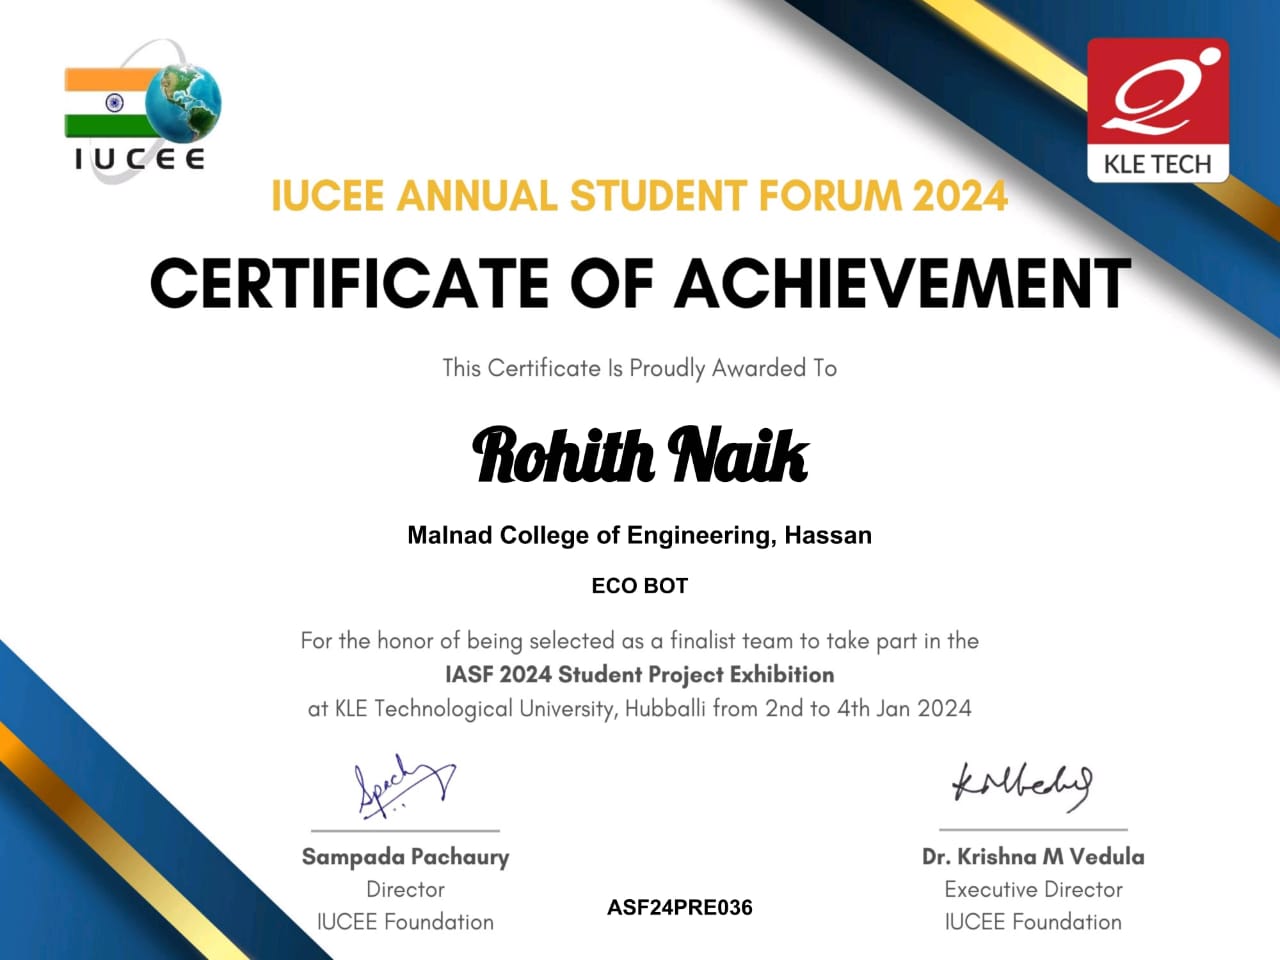 IUCEE
KLE TECH
IUCEE ANNUAL STUDENT FORUM 2024
CERTIFICATE OF ACHIEVEMENT
This Certificate Is Proudly Awarded To
Rohith Naik
Malnad College of Engineering, Hassan
ECO BOT
For the honor of being selected as a finalist team to take part in the
IASF 2024 Student Project Exhibition
at KLE Technological University, Hubballi from 2nd to 4th Jan 2024
Sampada Pachaury
Director
IUCEE Foundation
ASF24PRE036
Dr. Krishna M Vedula
Executive Director
IUCEE Foundation